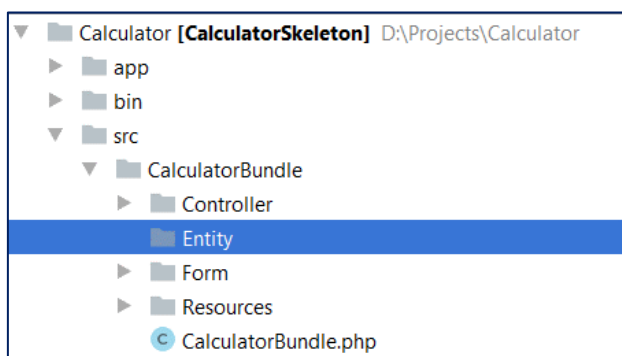 Calculator [CalculatorSkeleton] D:\Projects\Calculator
app
bin
src
CalculatorBundle
Controller
Entity
Form
Resources
C CalculatorBundle.php